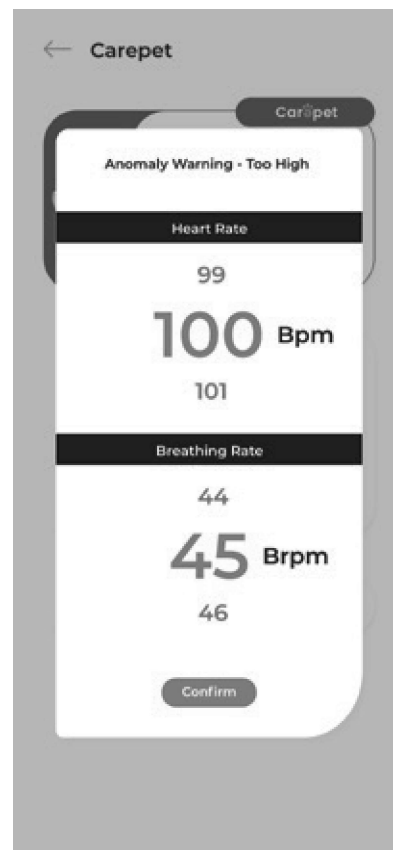 Carepet
Carepet
Anomaly Warning - Too High
Heart Rate
99
100 Bpm
101
Breathing Rate
44
45 Brpm
46
Confirm